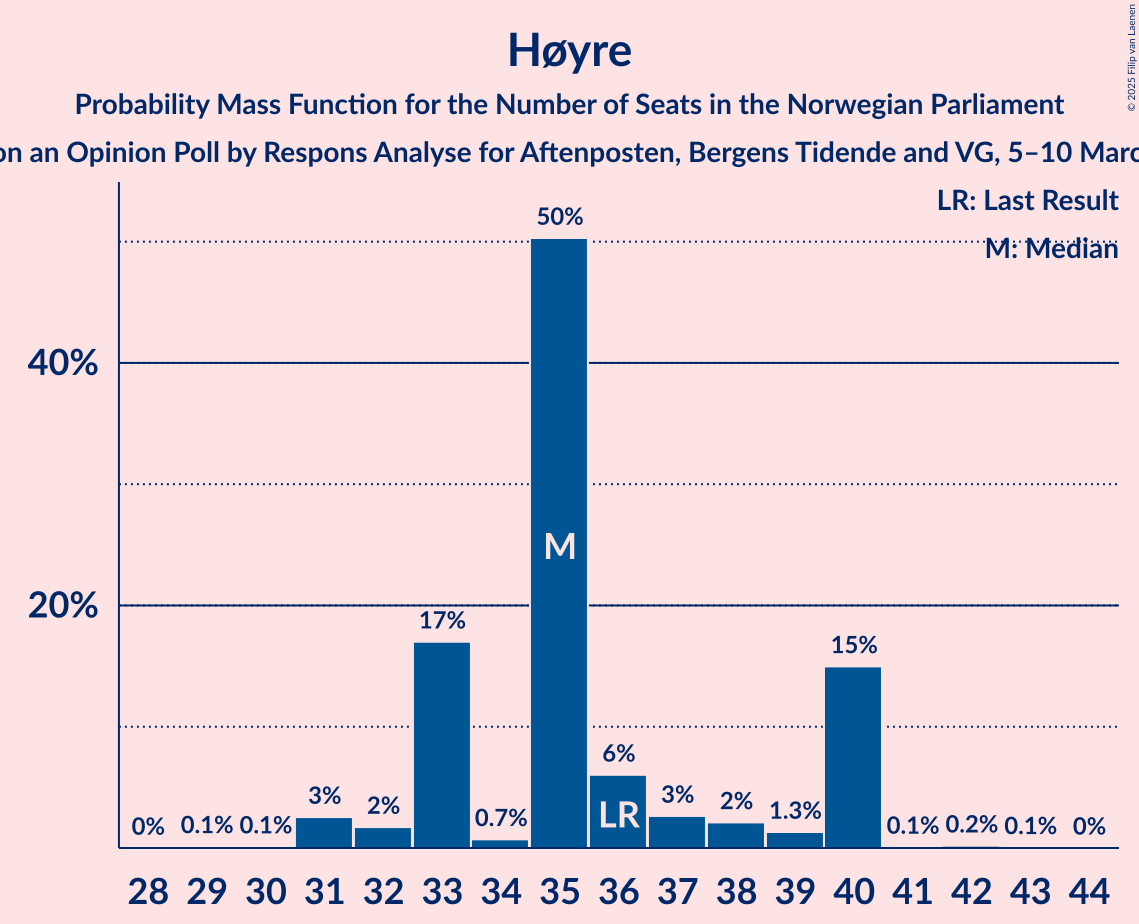 Høyre
Probability Mass Function for the Number of Seats in the Norwegian Parliament
on an Opinion Poll by Respons Analyse for Aftenposten, Bergens Tidende and VG, 5–10 Marc
© 2025 Filip van Laenen
LR: Last Result
M: Median
50%
40%
M
20%
17%
15%
6%
LR
3%
2%
0.7%
3%
2%
1.3%
0%
0.1%
0.1%
0.1%
0.2%
0.1%
0%
28 29 30 31 32 33 34 35 36 37 38 39 40 41 42 43 44